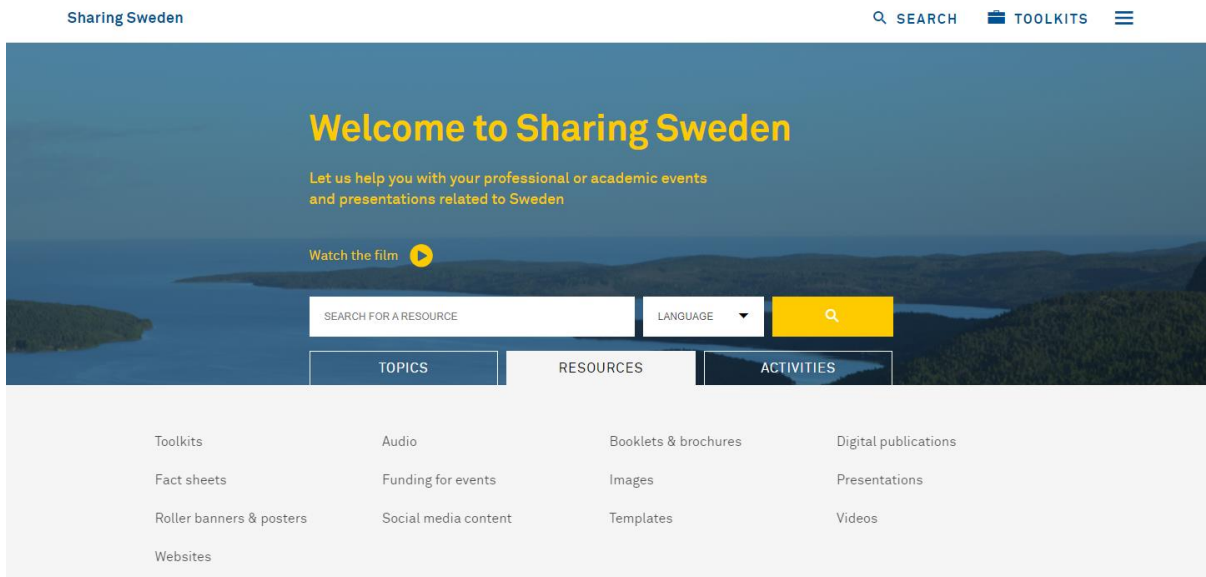 Sharing Sweden
SEARCH
TOOLKITS
Welcome to Sharing Sweden
Let us help you with your professional or academic events
and presentations related to Sweden
Watch the film
SEARCH FOR A RESOURCE
LANGUAGE
TOPICS
RESOURCES
ACTIVITIES
Toolkits
Audio
Booklets & brochures
Digital publications
Fact sheets
Funding for events
Images
Presentations
Roller banners & posters
Social media content
Templates
Videos
Websites